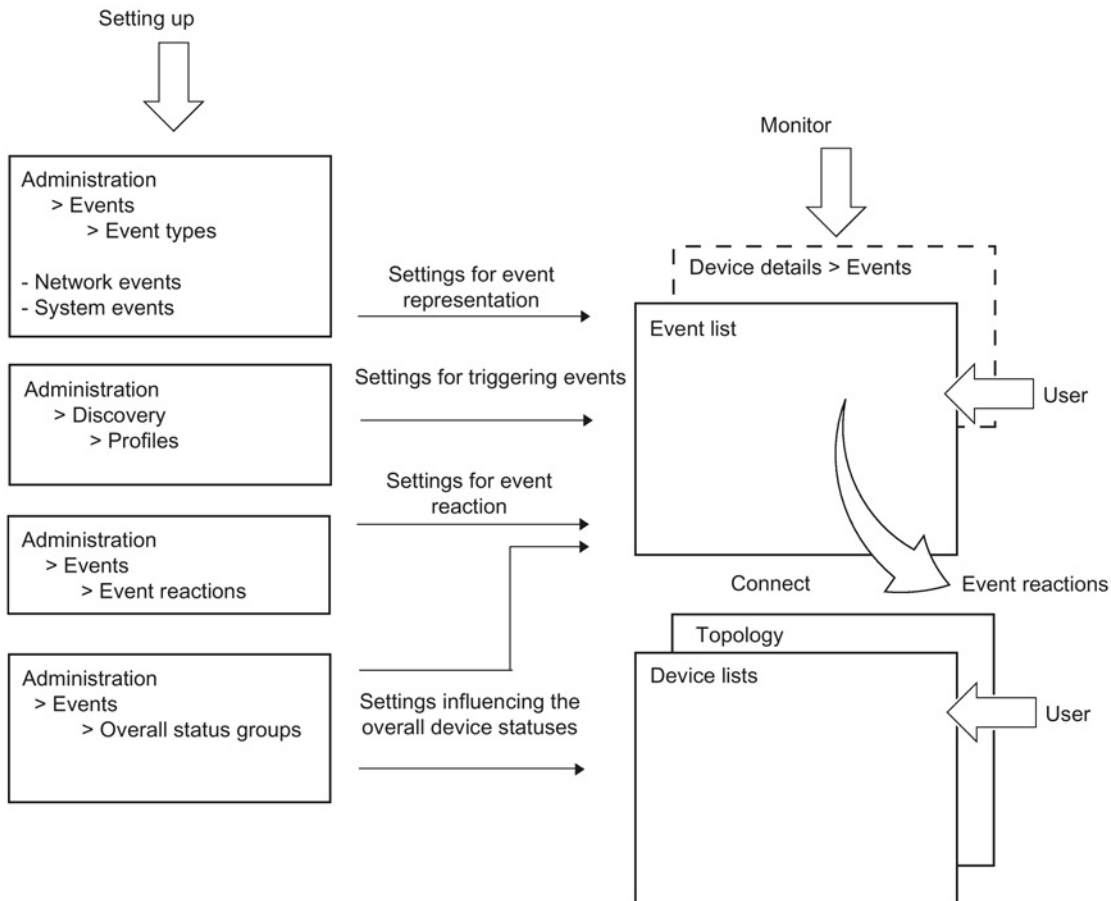 Setting up
Administration
> Events
> Event types
- Network events
- System events
Settings for event
representation
Administration
> Discovery
> Profiles
Settings for triggering events
Administration
> Events
> Event reactions
Settings for event
reaction
Administration
> Events
> Overall status groups
Settings influencing the
overall device statuses
Monitor
Device details > Events
Event list
User
Connect
Event reactions
Topology
Device lists
User